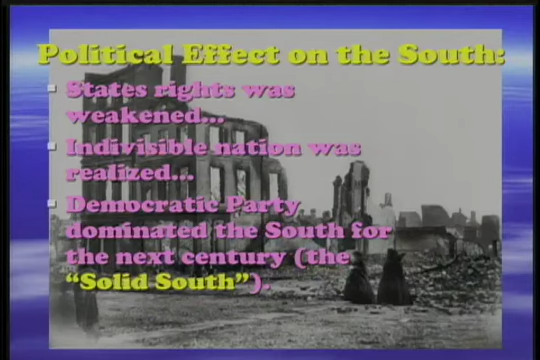 Political Effect on the South:
States rights was
weakened...
Indivisible nation was
realized...
Democratic Party
dominated the South for
the next century (the
“Solid South”).